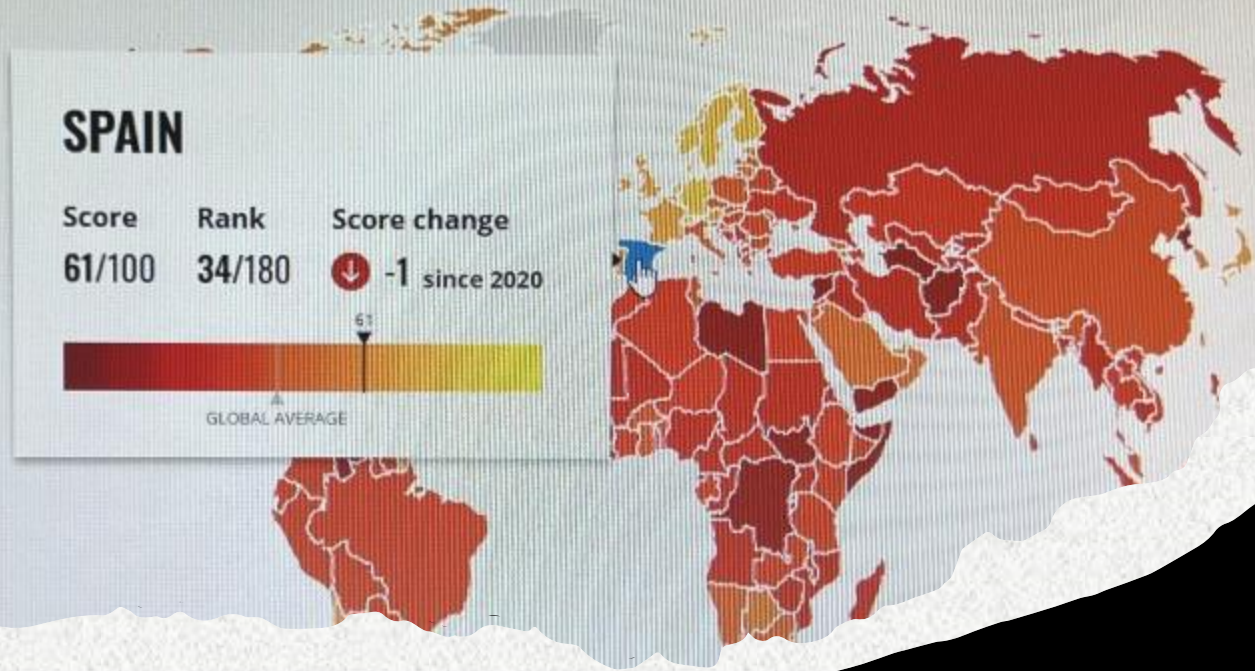 SPAIN
Score Rank Score change
61/100 34/180 -1 since 2020
61
GLOBAL AVERAGE